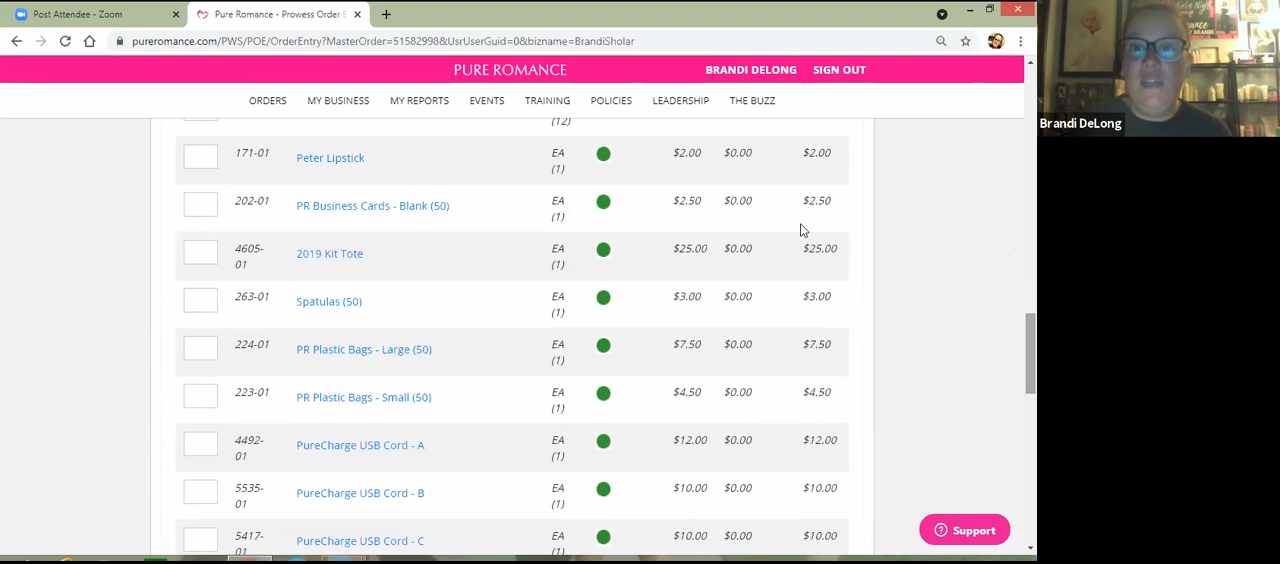 Post Attendee - Zoom
Pure Romance - Prowess Order E
pureromance.com/PWS/POE/OrderEntry?MasterOrder=51582998&UsrUserGuid=0&bizname=BrandiSholar
PURE ROMANCE BRANDI DELONG SIGN OUT
ORDERS MY BUSINESS MY REPORTS EVENTS TRAINING POLICIES LEADERSHIP THE BUZZ
(12)
171-01 Peter Lipstick EA (1) $2.00 $0.00 $2.00
202-01 PR Business Cards - Blank (50) EA (1) $2.50 $0.00 $2.50
4605-01 2019 Kit Tote EA (1) $25.00 $0.00 $25.00
263-01 Spatulas (50) EA (1) $3.00 $0.00 $3.00
224-01 PR Plastic Bags - Large (50) EA (1) $7.50 $0.00 $7.50
223-01 PR Plastic Bags - Small (50) EA (1) $4.50 $0.00 $4.50
4492-01 PureCharge USB Cord - A EA (1) $12.00 $0.00 $12.00
5535-01 PureCharge USB Cord - B EA (1) $10.00 $0.00 $10.00
5417-01 PureCharge USB Cord - C EA (1) $10.00 $0.00 $10.00
Support
Brandi DeLong